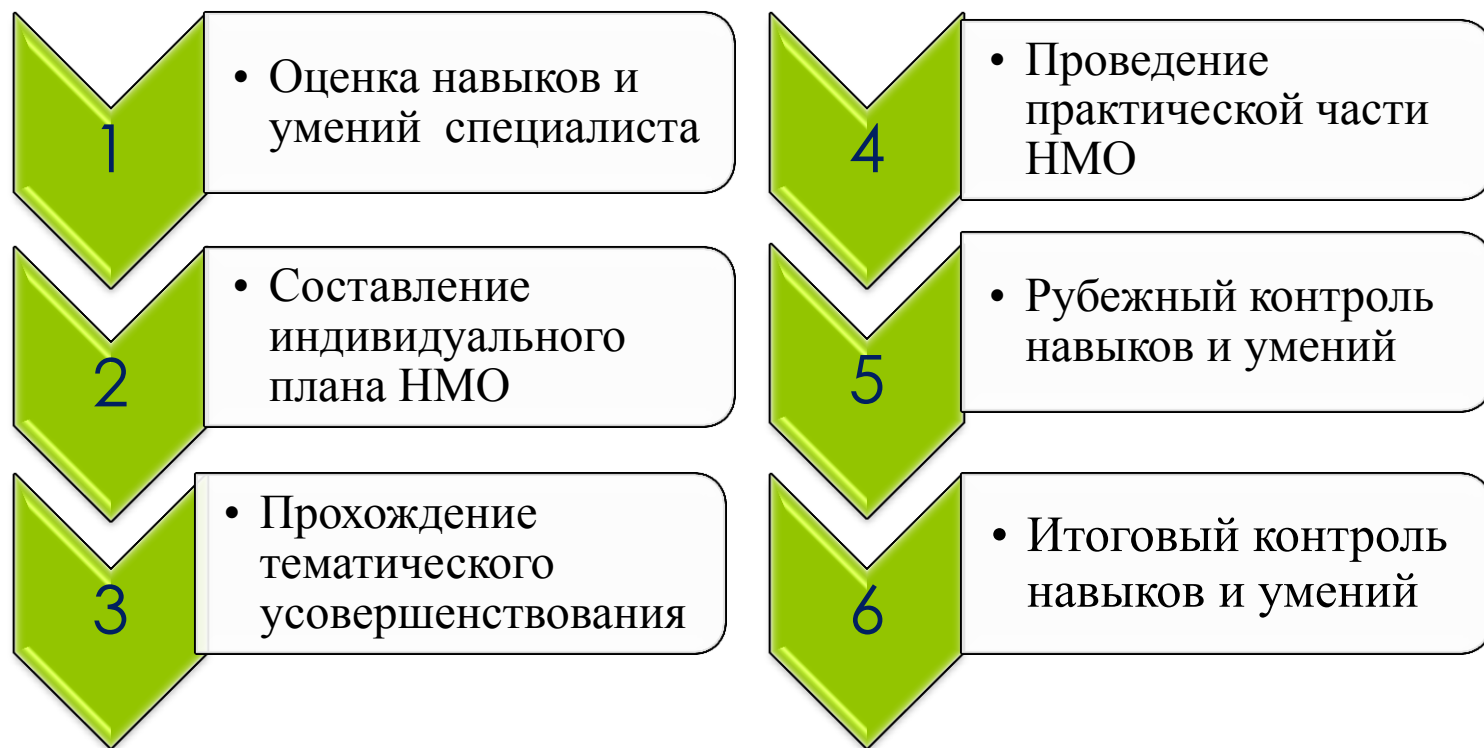 1
• Оценка навыков и
умений специалиста
2
• Составление
индивидуального
плана НМО
3
• Прохождение
тематического
усовершенствования
4
• Проведение
практической части
НМО
5
• Рубежный контроль
навыков и умений
6
• Итоговый контроль
навыков и умений